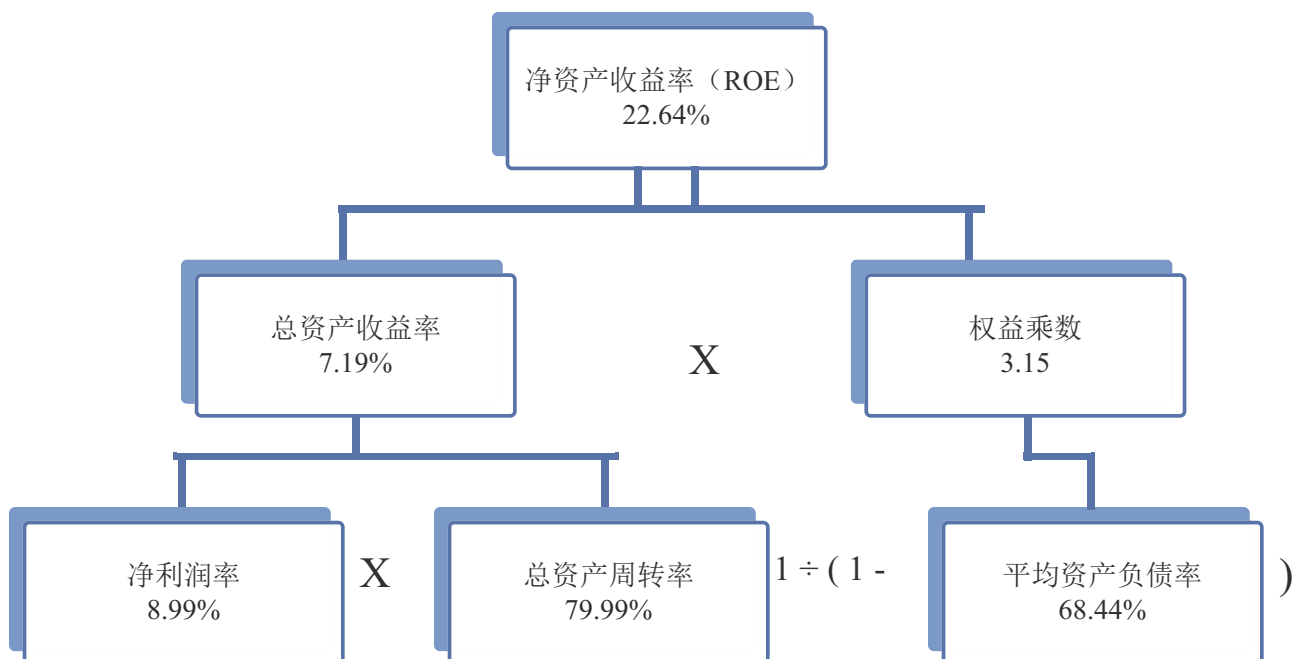 净资产收益率（ROE）
22.64%
总资产收益率
7.19%
X
权益乘数
3.15
净利润率
8.99%
X
总资产周转率
79.99%
1 ÷ ( 1 -
平均资产负债率
68.44%
)